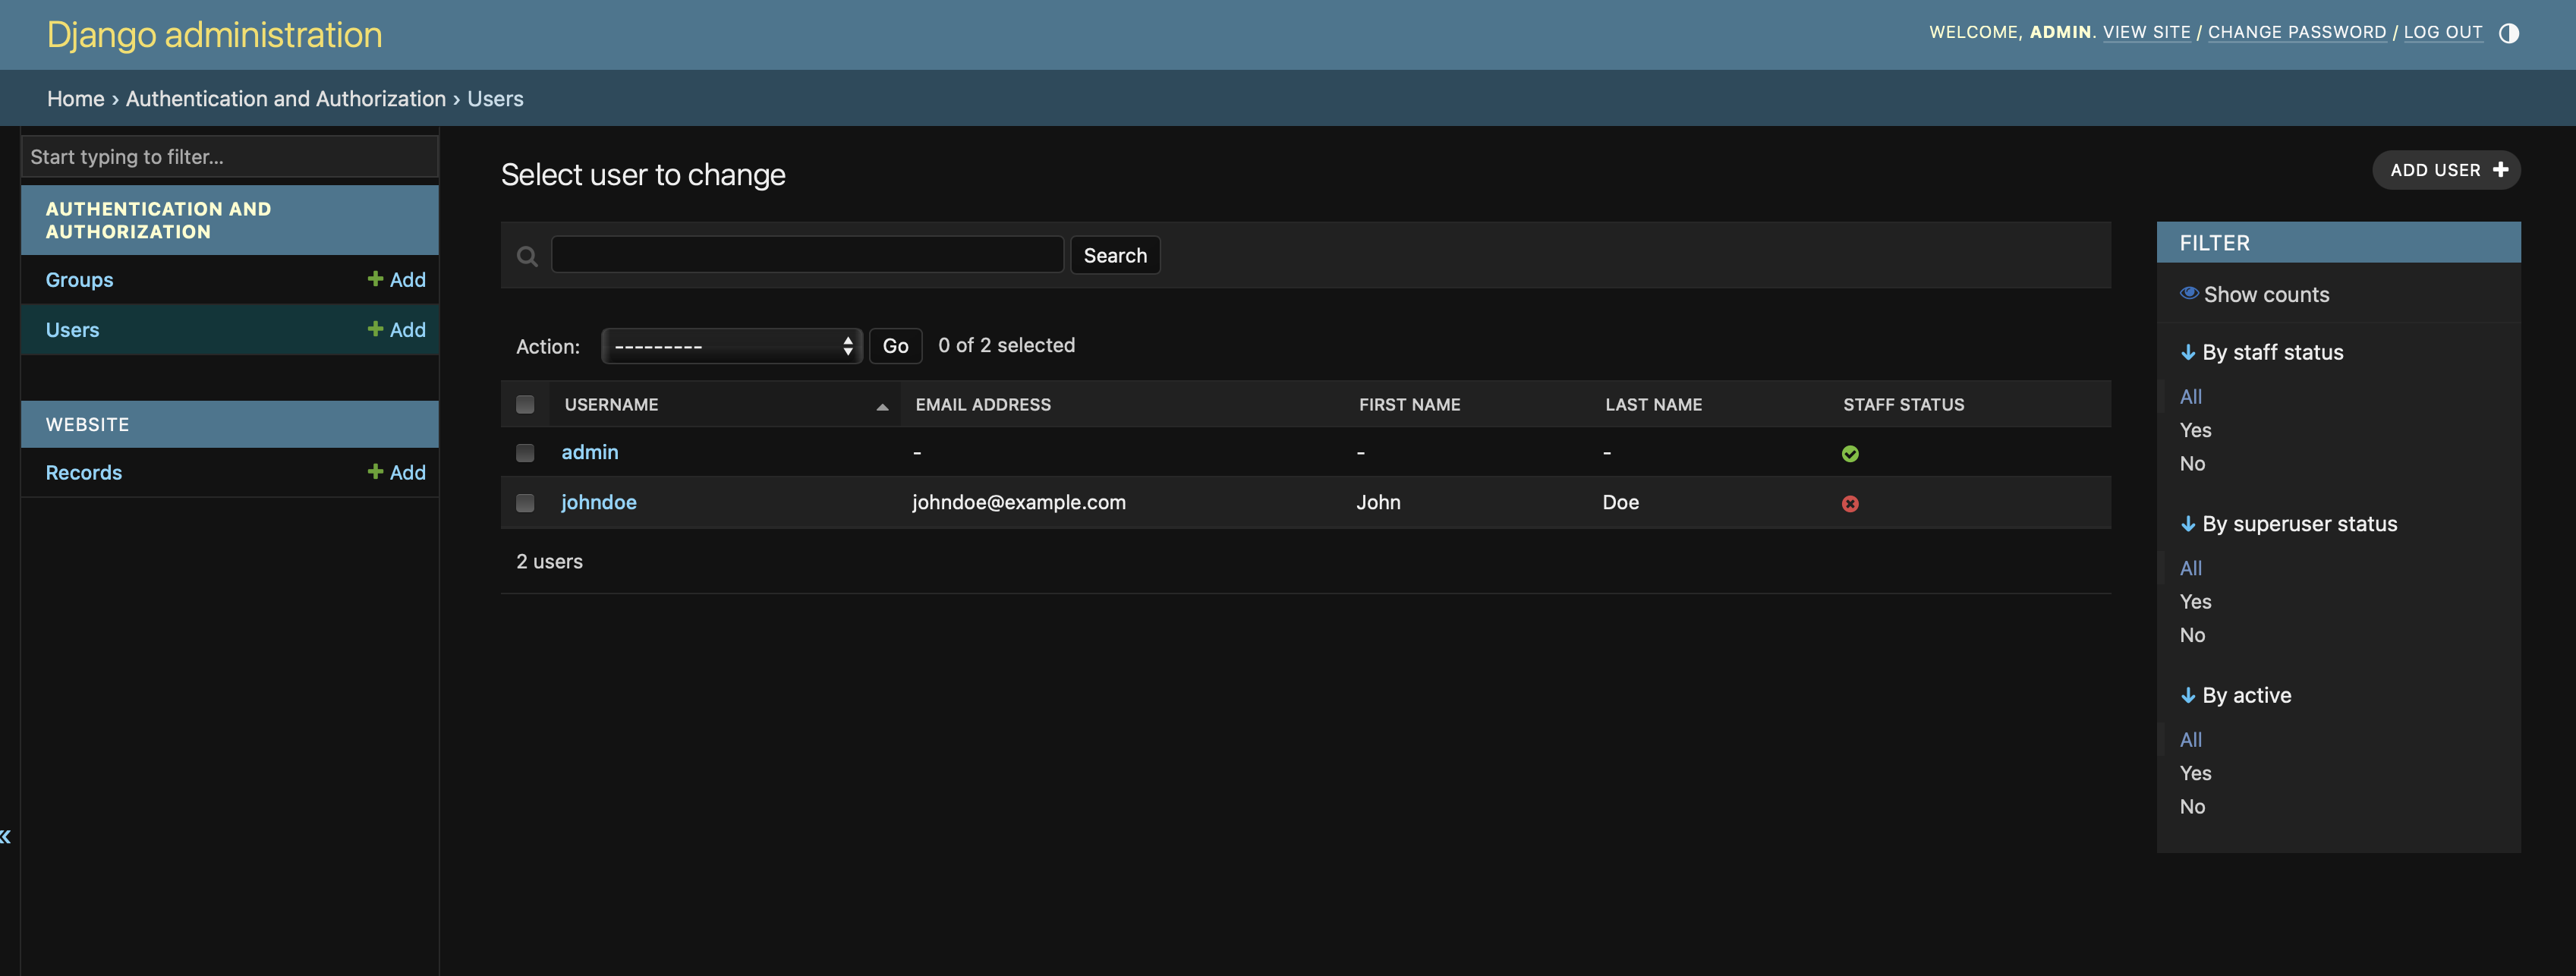 Django administration
WELCOME, ADMIN. VIEW SITE / CHANGE PASSWORD / LOG OUT
Home › Authentication and Authorization › Users
Start typing to filter...
AUTHENTICATION AND
AUTHORIZATION
Groups + Add
Users + Add
WEBSITE
Records + Add
«
Select user to change
ADD USER +
Search
Action: --------- Go 0 of 2 selected
USERNAME EMAIL ADDRESS FIRST NAME LAST NAME STAFF STATUS
admin - - -
johndoe johndoe@example.com John Doe
2 users
FILTER
Show counts
↓ By staff status
All
Yes
No
↓ By superuser status
All
Yes
No
↓ By active
All
Yes
No